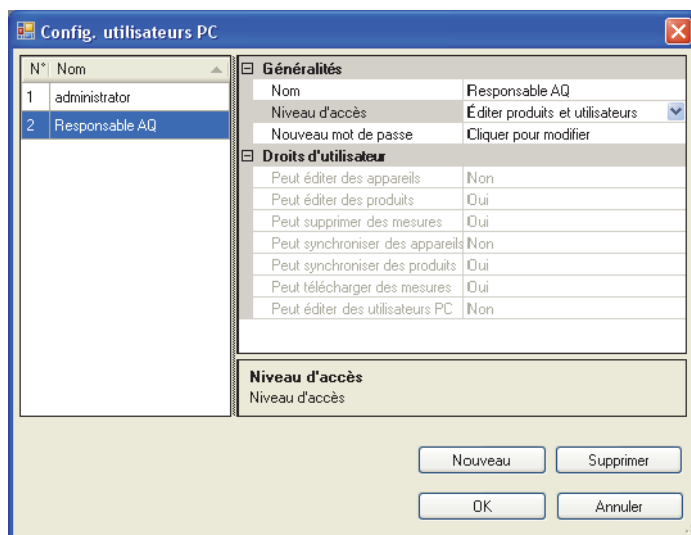 Config. utilisateurs PC
N° Nom
1 administrator
2 Responsable AQ
Généralités
Nom Responsable AQ
Niveau d'accès Éditer produits et utilisateurs
Nouveau mot de passe Cliquer pour modifier
Droits d'utilisateur
Peut éditer des appareils Non
Peut éditer des produits Oui
Peut supprimer des mesures Oui
Peut synchroniser des appareils Non
Peut synchroniser des produits Oui
Peut télécharger des mesures Oui
Peut éditer des utilisateurs PC Non
Niveau d'accès
Niveau d'accès
Nouveau Supprimer
OK Annuler